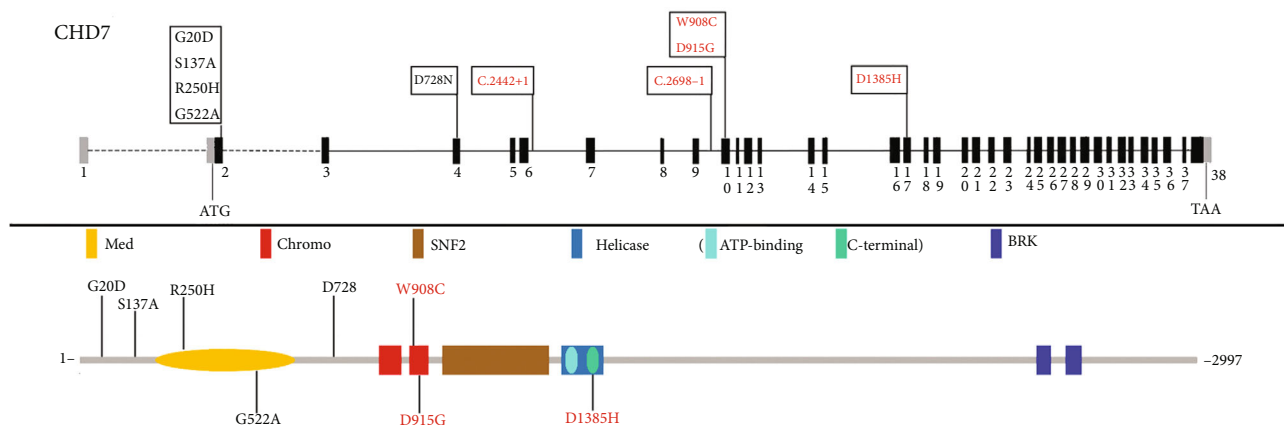 CHD7
G20D
S137A
R250H
G522A
D728N
C.2442+1
C.2698–1
W908C
D915G
D1385H
1 2 3 4 5 6 7 8 9 10 11 12 13 14 15 16 17 18 19 20 21 22 23 24 25 26 27 28 29 30 31 32 33 34 35 36 37 38
ATG
TAA
Med Chromo SNF2 Helicase (ATP-binding C-terminal) BRK
G20D
S137A
R250H
D728
W908C
1– –2997
G522A
D915G
D1385H